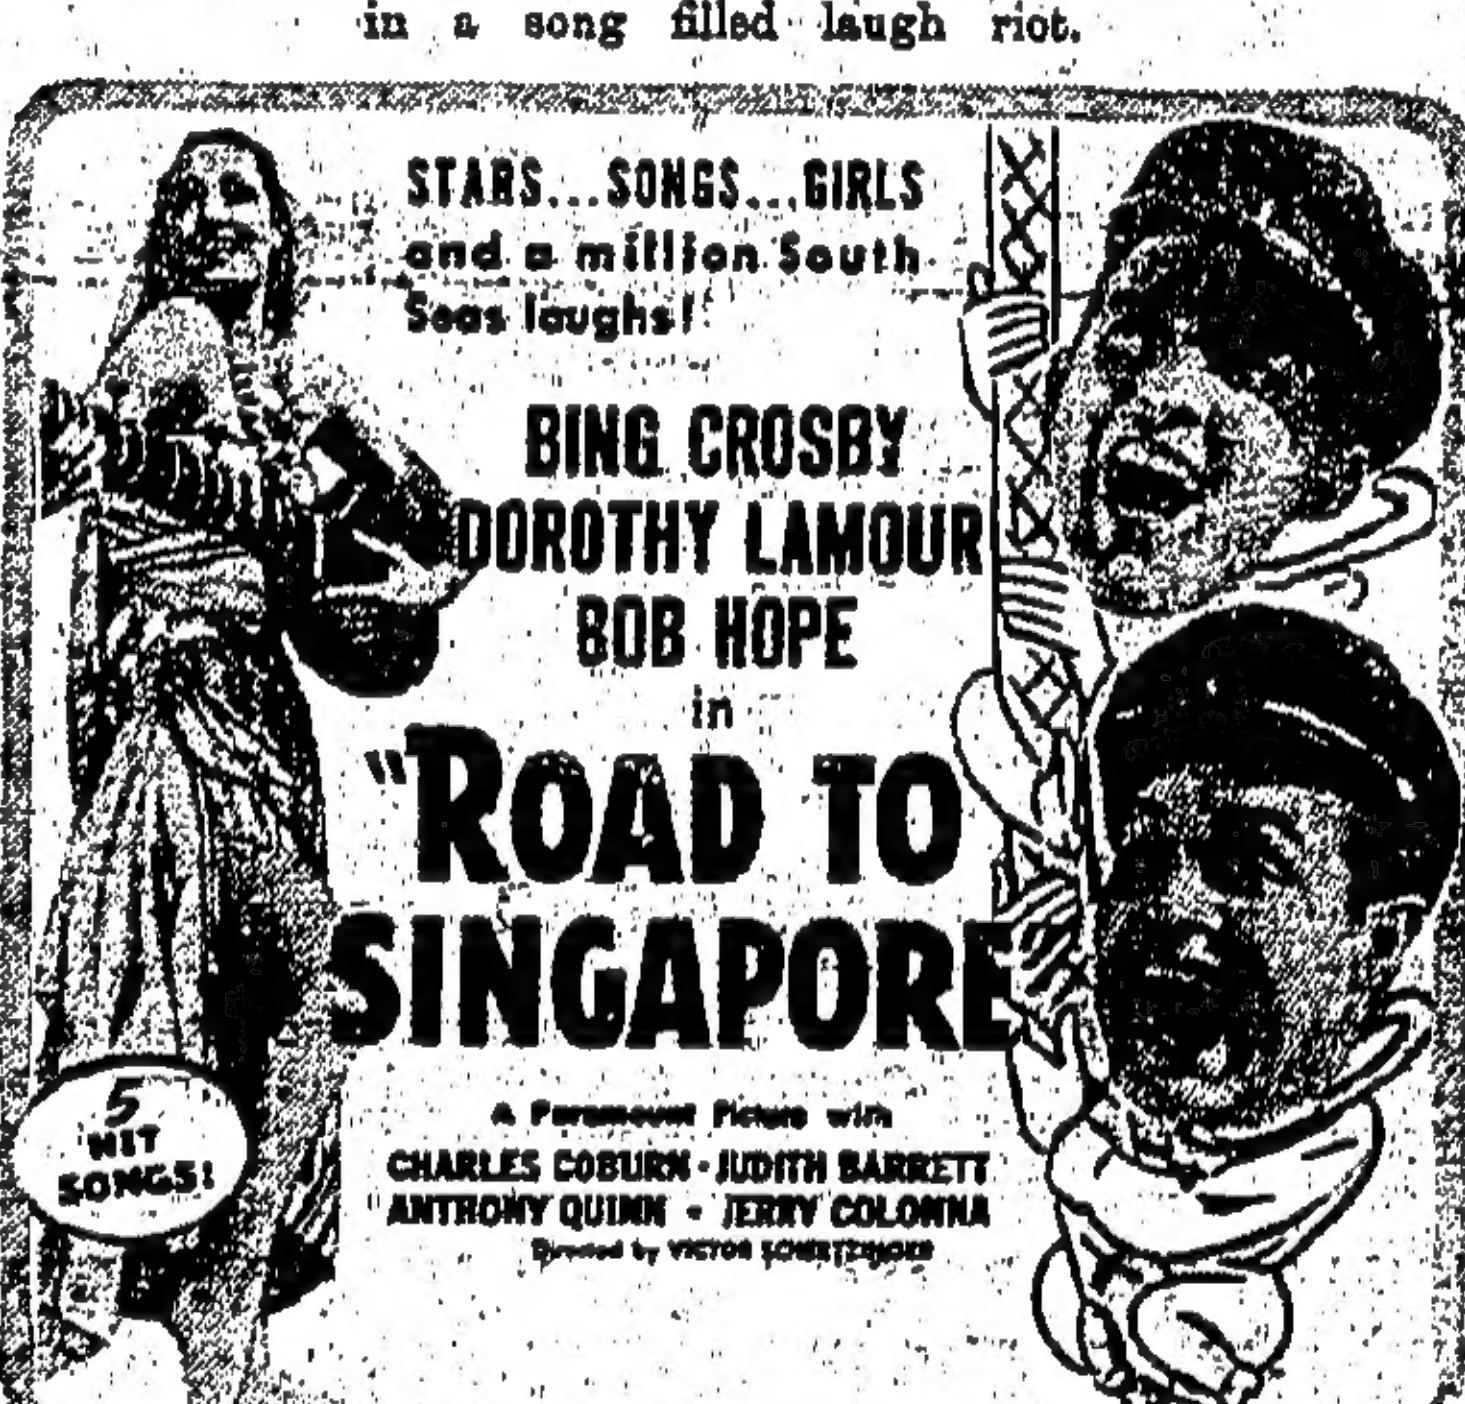 in a song filled laugh riot.
STARS...SONGS...GIRLS
and a million South
Seas laughs!
BING CROSBY
DOROTHY LAMOUR
BOB HOPE
in
"ROAD TO
SINGAPORE
5
HIT
SONGS!
A Paramount Picture with
CHARLES COBURN • JUDITH BARRETT
ANTHONY QUINN • JERRY COLONNA
Directed by VICTOR SCHERTZINGER